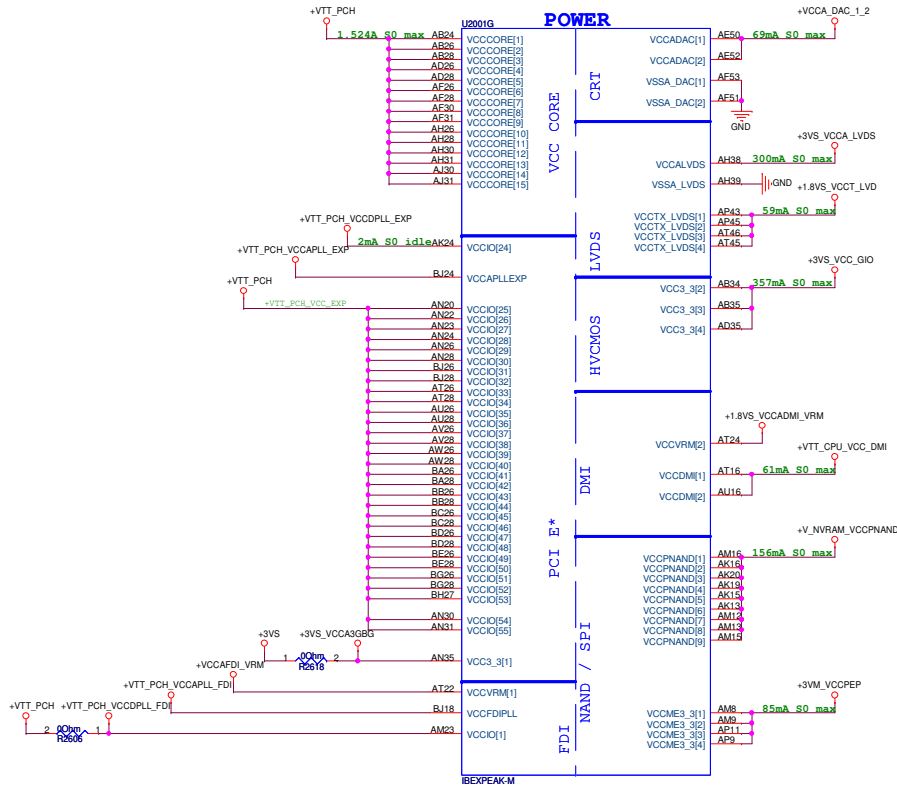 POWER
U2001G
+VTT_PCH
1.524A S0 max
AB24 VCCCORE[1]
AB26 VCCCORE[2]
AB28 VCCCORE[3]
AD26 VCCCORE[4]
AD28 VCCCORE[5]
AF26 VCCCORE[6]
AF28 VCCCORE[7]
AF30 VCCCORE[8]
AF31 VCCCORE[9]
AH26 VCCCORE[10]
AH28 VCCCORE[11]
AH30 VCCCORE[12]
AH31 VCCCORE[13]
AJ30 VCCCORE[14]
AJ31 VCCCORE[15]
VCC CORE
+VTT_PCH_VCCDPLL_EXP
2mA S0 idle
AK24 VCCIO[24]
+VTT_PCH_VCCAPLL_EXP
BJ24 VCCAPLLEXP
+VTT_PCH
+VTT_PCH_VCC_EXP
AN20 VCCIO[25]
AN22 VCCIO[26]
AN23 VCCIO[27]
AN24 VCCIO[28]
AN26 VCCIO[29]
AN28 VCCIO[30]
BJ26 VCCIO[31]
BJ28 VCCIO[32]
AT26 VCCIO[33]
AT28 VCCIO[34]
AU26 VCCIO[35]
AU28 VCCIO[36]
AV26 VCCIO[37]
AV28 VCCIO[38]
AW26 VCCIO[39]
AW28 VCCIO[40]
BA26 VCCIO[41]
BA28 VCCIO[42]
BB26 VCCIO[43]
BB28 VCCIO[44]
BC26 VCCIO[45]
BC28 VCCIO[46]
BD26 VCCIO[47]
BD28 VCCIO[48]
BE26 VCCIO[49]
BE28 VCCIO[50]
BG26 VCCIO[51]
BG28 VCCIO[52]
BH27 VCCIO[53]
AN30 VCCIO[54]
AN31 VCCIO[55]
PCI E*
+3VS
+3VS_VCCA3GBG
1 0Ohm 2
R2618
AN35 VCC3_3[1]
+VCCAFDI_VRM
AT22 VCCVRM[1]
+VTT_PCH_VCCAPLL_FDI
BJ18 VCCFDIPLL
+VTT_PCH
+VTT_PCH_VCCDPLL_FDI
2 0Ohm 1
R2606
AM23 VCCIO[1]
FDI
IBEXPEAK-M
CRT
+VCCA_DAC_1_2
VCCADAC[1] AE50 69mA S0 max
VCCADAC[2] AE52
VSSA_DAC[1] AF53
VSSA_DAC[2] AF51
GND
LVDS
+3VS_VCCA_LVDS
VCCALVDS AH38 300mA S0 max
VSSA_LVDS AH39 GND
+1.8VS_VCCT_LVD
VCCTX_LVDS[1] AP43 59mA S0 max
VCCTX_LVDS[2] AP45
VCCTX_LVDS[3] AT46
VCCTX_LVDS[4] AT45
HVCMOS
+3VS_VCC_GIO
VCC3_3[2] AB34 357mA S0 max
VCC3_3[3] AB35
VCC3_3[4] AD35
DMI
+1.8VS_VCCADMI_VRM
VCCVRM[2] AT24
+VTT_CPU_VCC_DMI
VCCDMI[1] AT16 61mA S0 max
VCCDMI[2] AU16
NAND / SPI
+V_NVRAM_VCCPNAND
VCCPNAND[1] AM16 156mA S0 max
VCCPNAND[2] AK16
VCCPNAND[3] AK20
VCCPNAND[4] AK19
VCCPNAND[5] AK15
VCCPNAND[6] AK13
VCCPNAND[7] AM12
VCCPNAND[8] AM13
VCCPNAND[9] AM15
+3VM_VCCPEP
VCCME3_3[1] AM8 85mA S0 max
VCCME3_3[2] AM9
VCCME3_3[3] AP11
VCCME3_3[4] AP9